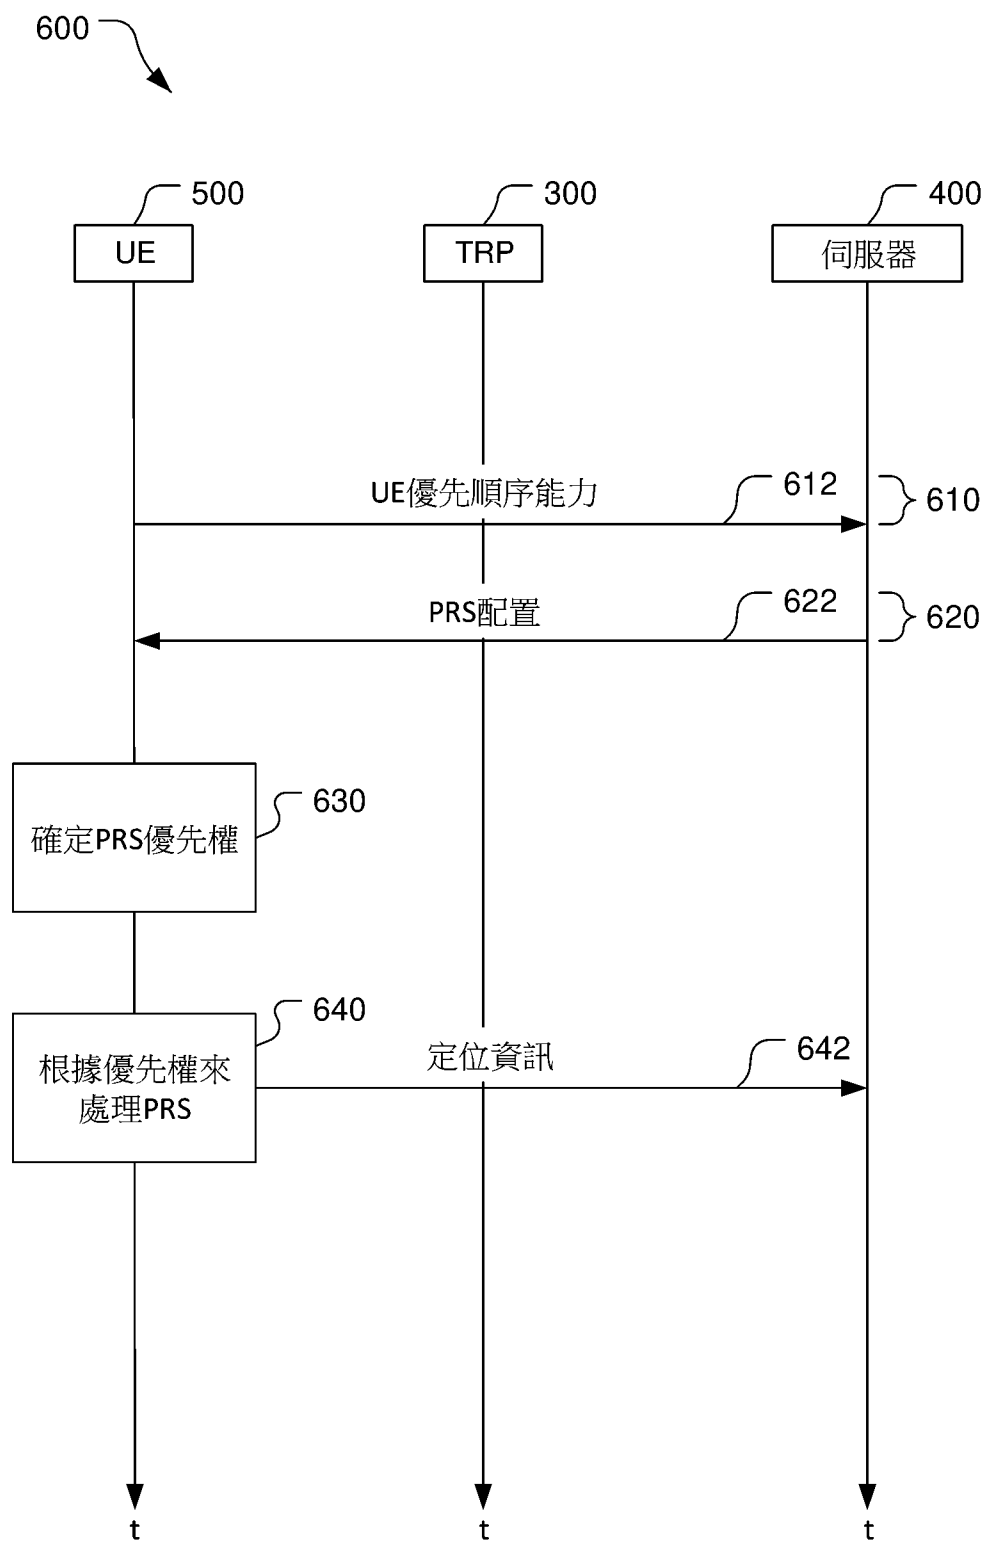 600
500
300
400
UE
TRP
伺服器
UE優先順序能力
612
610
PRS配置
622
620
確定PRS優先權
630
640
根據優先權來
處理PRS
定位資訊
642
t
t
t